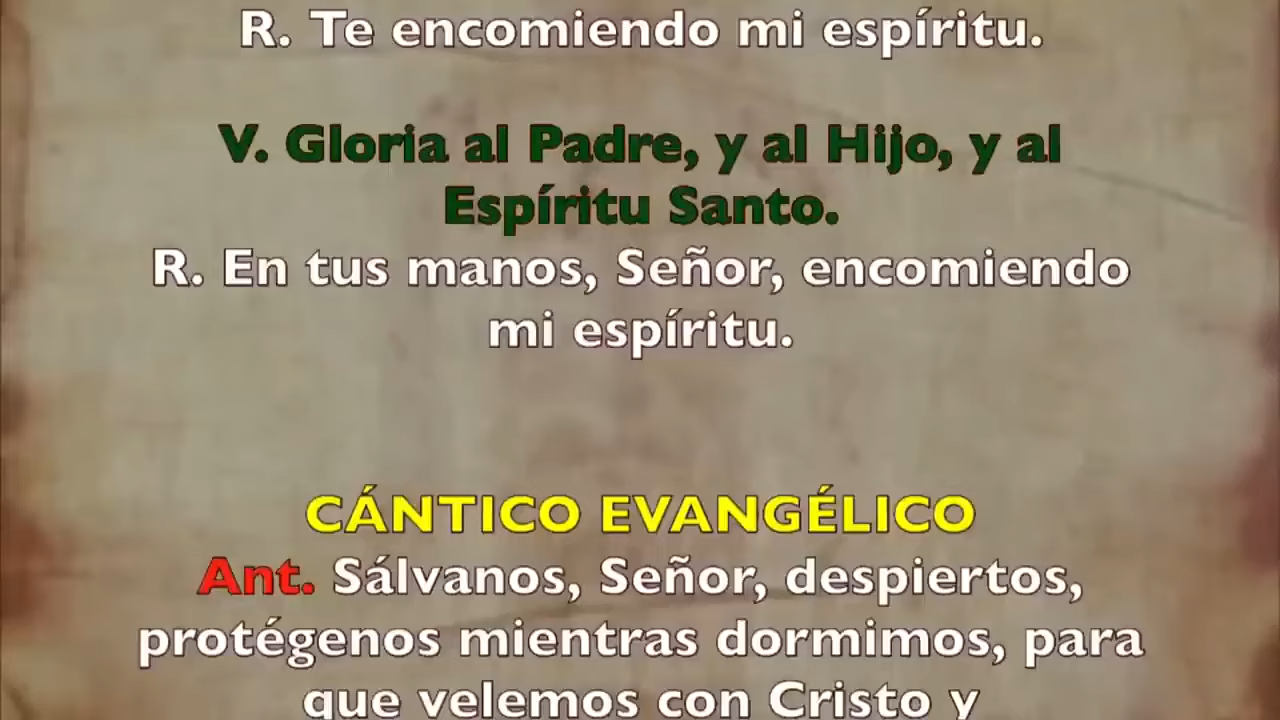 R. Te encomiendo mi espíritu.
V. Gloria al Padre, y al Hijo, y al
Espíritu Santo.
R. En tus manos, Señor, encomiendo
mi espíritu.
CÁNTICO EVANGÉLICO
Ant. Sálvanos, Señor, despiertos,
protégenos mientras dormimos, para
que velemos con Cristo y